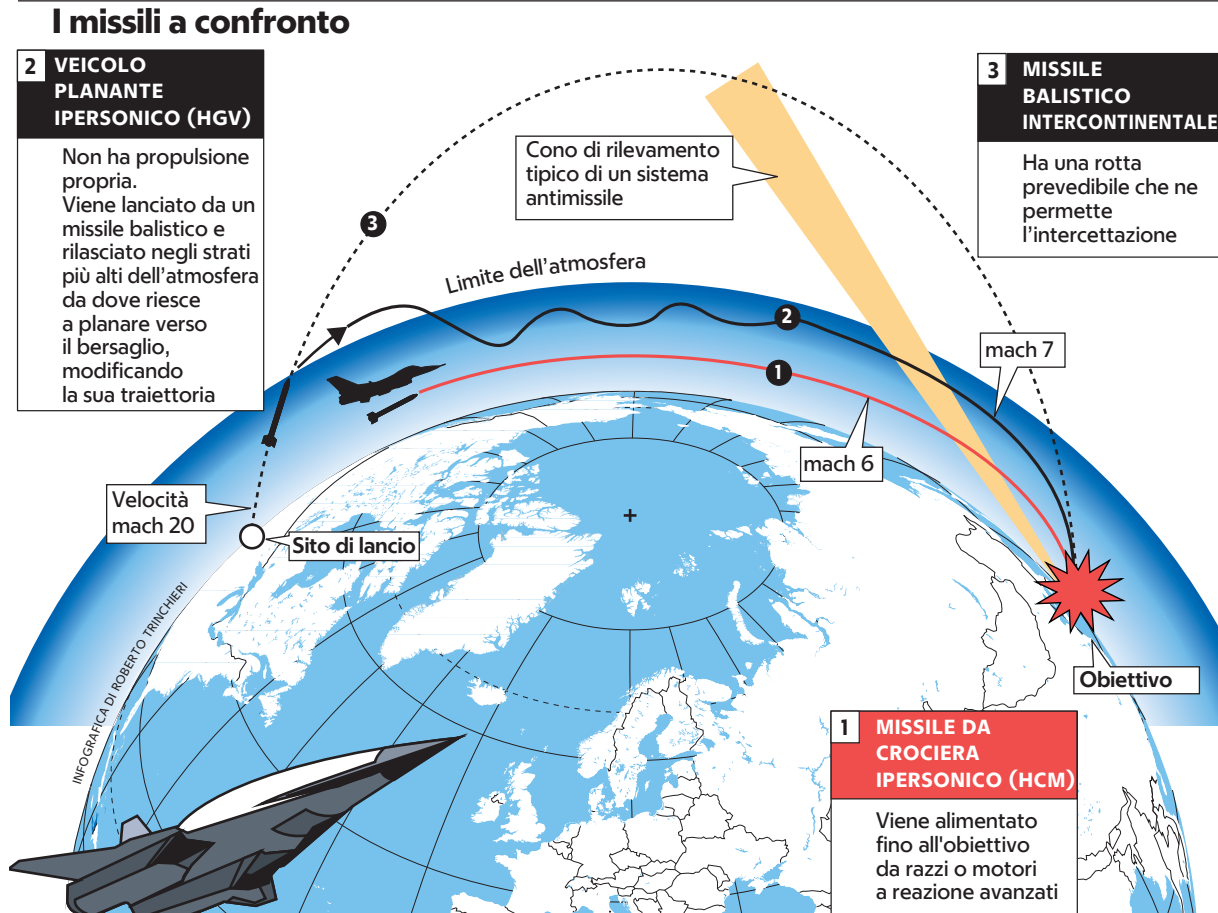 I missili a confronto
2 VEICOLO
PLANANTE
IPERSONICO (HGV)
Non ha propulsione
propria.
Viene lanciato da un
missile balistico e
rilasciato negli strati
più alti dell'atmosfera
da dove riesce
a planare verso
il bersaglio,
modificando
la sua traiettoria
Cono di rilevamento
tipico di un sistema
antimissile
3 MISSILE
BALISTICO
INTERCONTINENTALE
Ha una rotta
prevedibile che ne
permette
l'intercettazione
3
Limite dell'atmosfera
2
1
mach 7
mach 6
Velocità
mach 20
Sito di lancio
Obiettivo
INFOGRAFICA DI ROBERTO TRINCHIERI
1 MISSILE DA
CROCIERA
IPERSONICO (HCM)
Viene alimentato
fino all'obiettivo
da razzi o motori
a reazione avanzati